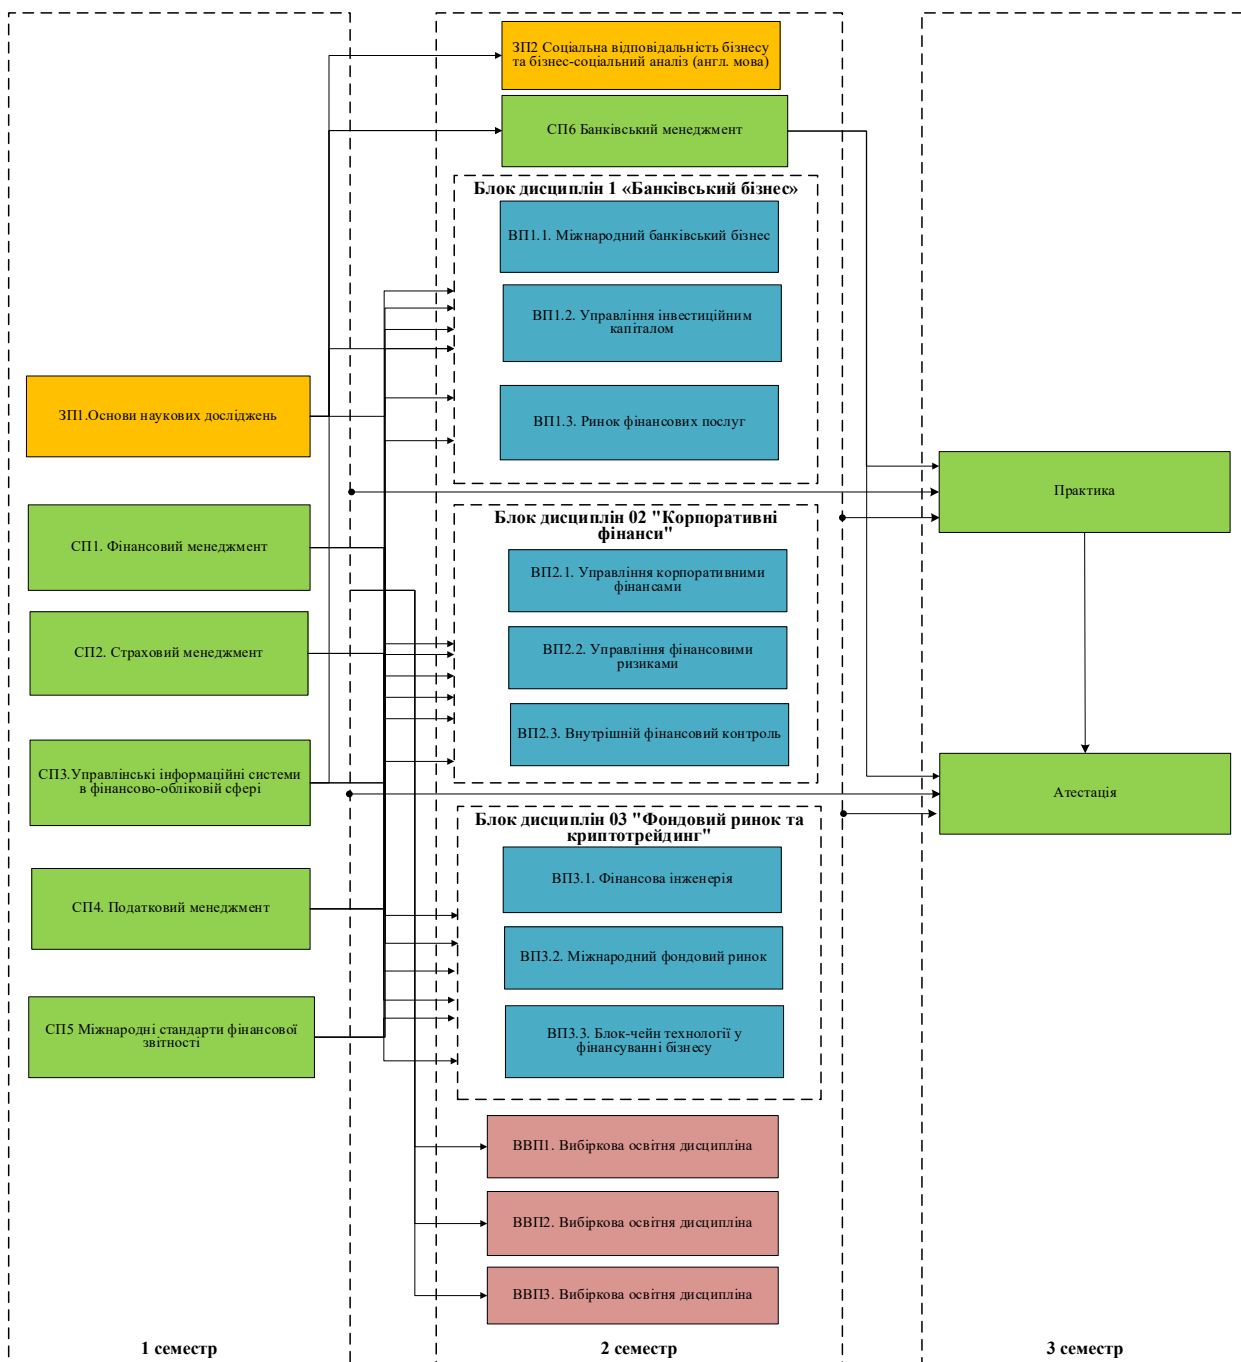 ЗП1.Основи наукових досліджень
СП1. Фінансовий менеджмент
СП2. Страховий менеджмент
СП3.Управлінські інформаційні системи
в фінансово-обліковій сфері
СП4. Податковий менеджмент
СП5 Міжнародні стандарти фінансової
звітності
1 семестр
ЗП2 Соціальна відповідальність бізнесу
та бізнес-соціальний аналіз (англ. мова)
СП6 Банківський менеджмент
Блок дисциплін 1 «Банківський бізнес»
ВП1.1. Міжнародний банківський бізнес
ВП1.2. Управління інвестиційним
капіталом
ВП1.3. Ринок фінансових послуг
Блок дисциплін 02 "Корпоративні
фінанси"
ВП2.1. Управління корпоративними
фінансами
ВП2.2. Управління фінансовими
ризиками
ВП2.3. Внутрішній фінансовий контроль
Блок дисциплін 03 "Фондовий ринок та
криптотрейдинг"
ВП3.1. Фінансова інженерія
ВП3.2. Міжнародний фондовий ринок
ВП3.3. Блок-чейн технології у
фінансуванні бізнесу
ВВП1. Вибіркова освітня дисципліна
ВВП2. Вибіркова освітня дисципліна
ВВП3. Вибіркова освітня дисципліна
2 семестр
Практика
Атестація
3 семестр